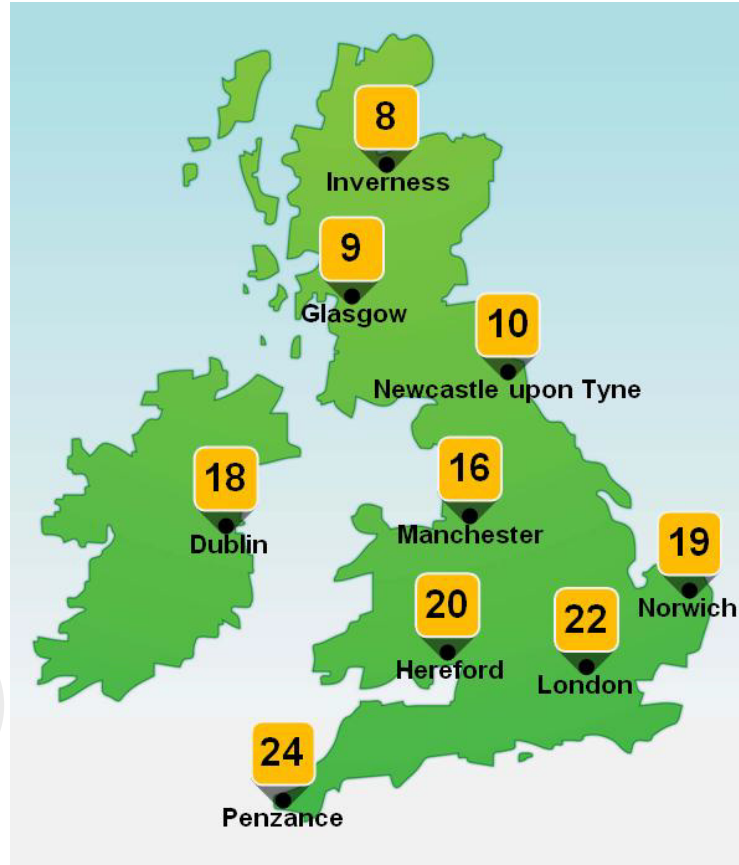 8
Inverness
9
Glasgow
10
Newcastle upon Tyne
18
Dublin
16
Manchester
19
Norwich
20
Hereford
22
London
24
Penzance